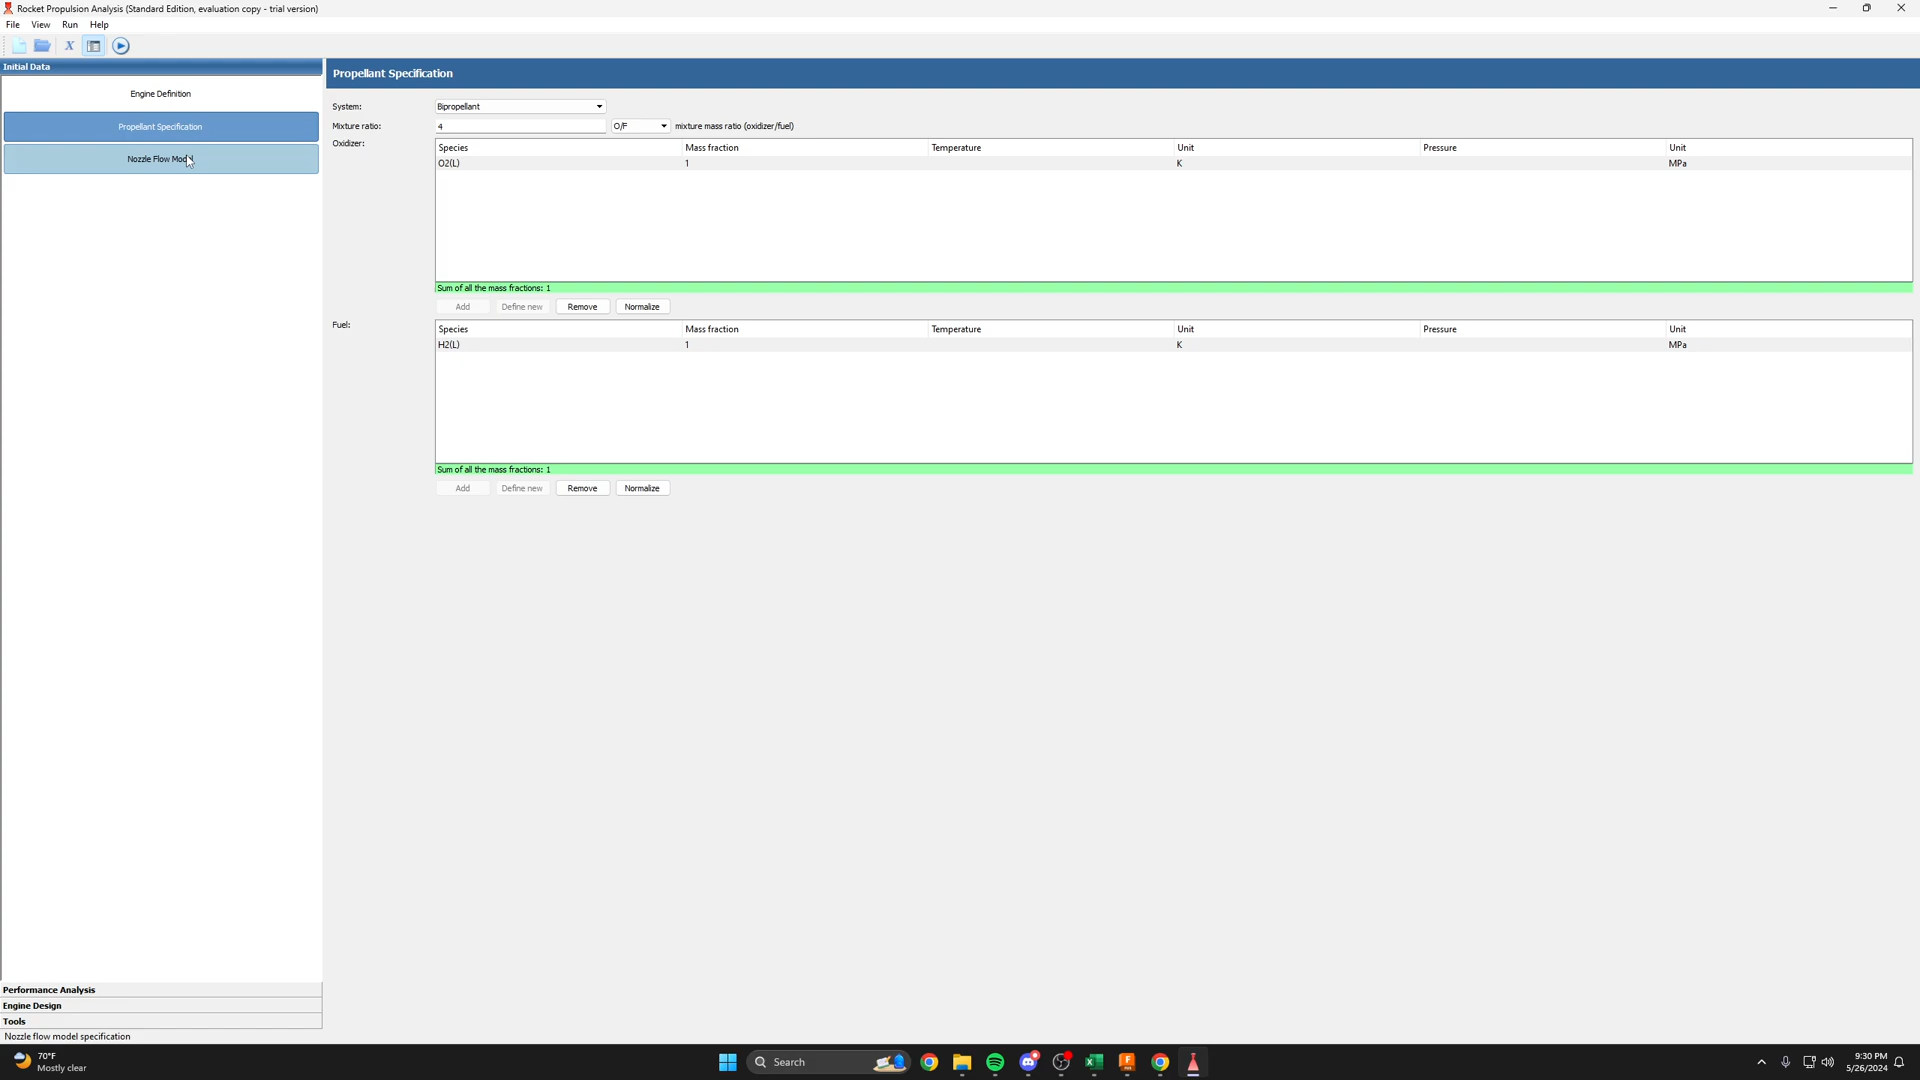 Rocket Propulsion Analysis (Standard Edition, evaluation copy - trial version)
File View Run Help
X
Initial Data
Engine Definition
Propellant Specification
Nozzle Flow Model
Performance Analysis
Engine Design
Tools
Nozzle flow model specification
Propellant Specification
System: Bipropellant
Mixture ratio: 4 O/F mixture mass ratio (oxidizer/fuel)
Oxidizer:
Species Mass fraction Temperature Unit Pressure Unit
O2(L) 1 K MPa
Sum of all the mass fractions: 1
Add Define new Remove Normalize
Fuel:
Species Mass fraction Temperature Unit Pressure Unit
H2(L) 1 K MPa
Sum of all the mass fractions: 1
Add Define new Remove Normalize
70°F
Mostly clear
Search
9:30 PM
5/26/2024